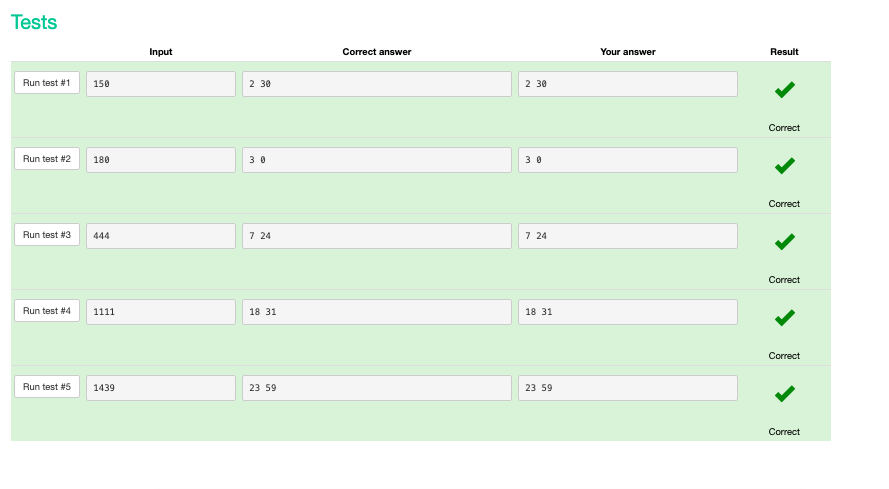 Tests
Input Correct answer Your answer Result
Run test #1 150 2 30 2 30
Correct
Run test #2 180 3 0 3 0
Correct
Run test #3 444 7 24 7 24
Correct
Run test #4 1111 18 31 18 31
Correct
Run test #5 1439 23 59 23 59
Correct